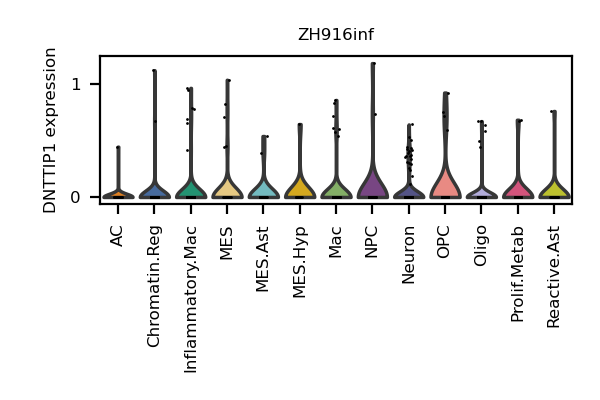 ZH916inf
DNTTIP1 expression
1
0
AC
Chromatin.Reg
Inflammatory.Mac
MES
MES.Ast
MES.Hyp
Mac
NPC
Neuron
OPC
Oligo
Prolif.Metab
Reactive.Ast